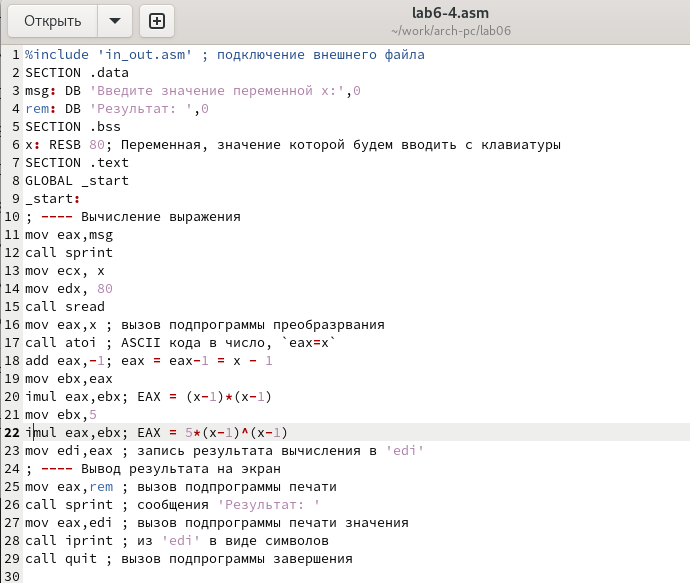 Открыть
lab6-4.asm
~/work/arch-pc/lab06
1 %include 'in_out.asm' ; подключение внешнего файла
2 SECTION .data
3 msg: DB 'Введите значение переменной x:',0
4 rem: DB 'Результат: ',0
5 SECTION .bss
6 x: RESB 80; Переменная, значение которой будем вводить с клавиатуры
7 SECTION .text
8 GLOBAL _start
9 _start:
10 ; ---- Вычисление выражения
11 mov eax,msg
12 call sprint
13 mov ecx, x
14 mov edx, 80
15 call sread
16 mov eax,x ; вызов подпрограммы преобразрвания
17 call atoi ; ASCII кода в число, `eax=x`
18 add eax,-1; eax = eax-1 = x - 1
19 mov ebx,eax
20 imul eax,ebx; EAX = (x-1)*(x-1)
21 mov ebx,5
22 imul eax,ebx; EAX = 5*(x-1)^(x-1)
23 mov edi,eax ; запись результата вычисления в 'edi'
24 ; ---- Вывод результата на экран
25 mov eax,rem ; вызов подпрограммы печати
26 call sprint ; сообщения 'Результат: '
27 mov eax,edi ; вызов подпрограммы печати значения
28 call iprint ; из 'edi' в виде символов
29 call quit ; вызов подпрограммы завершения
30